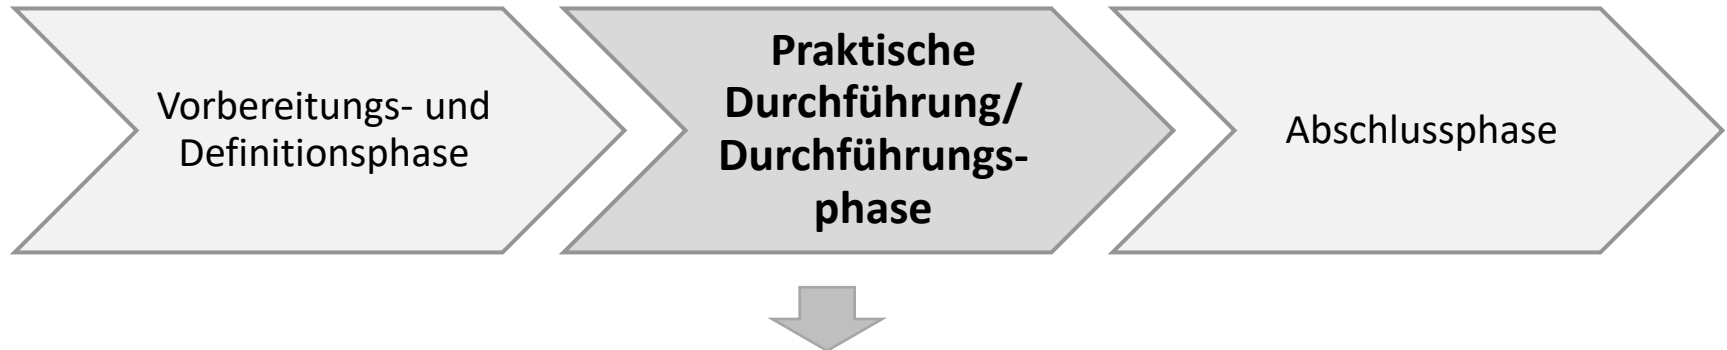 Vorbereitungs- und
Definitionsphase
Praktische
Durchführung/
Durchführungs-
phase
Abschlussphase